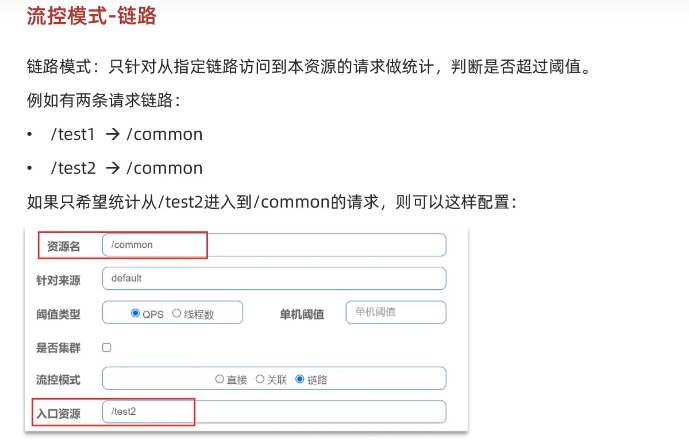 流控模式-链路
链路模式：只针对从指定链路访问到本资源的请求做统计，判断是否超过阈值。
例如有两条请求链路：
• /test1 → /common
• /test2 → /common
如果只希望统计从/test2进入到/common的请求，则可以这样配置：
资源名 /common
针对来源 default
阈值类型 QPS 线程数 单机阈值 单机阈值
是否集群
流控模式 直接 关联 链路
入口资源 /test2